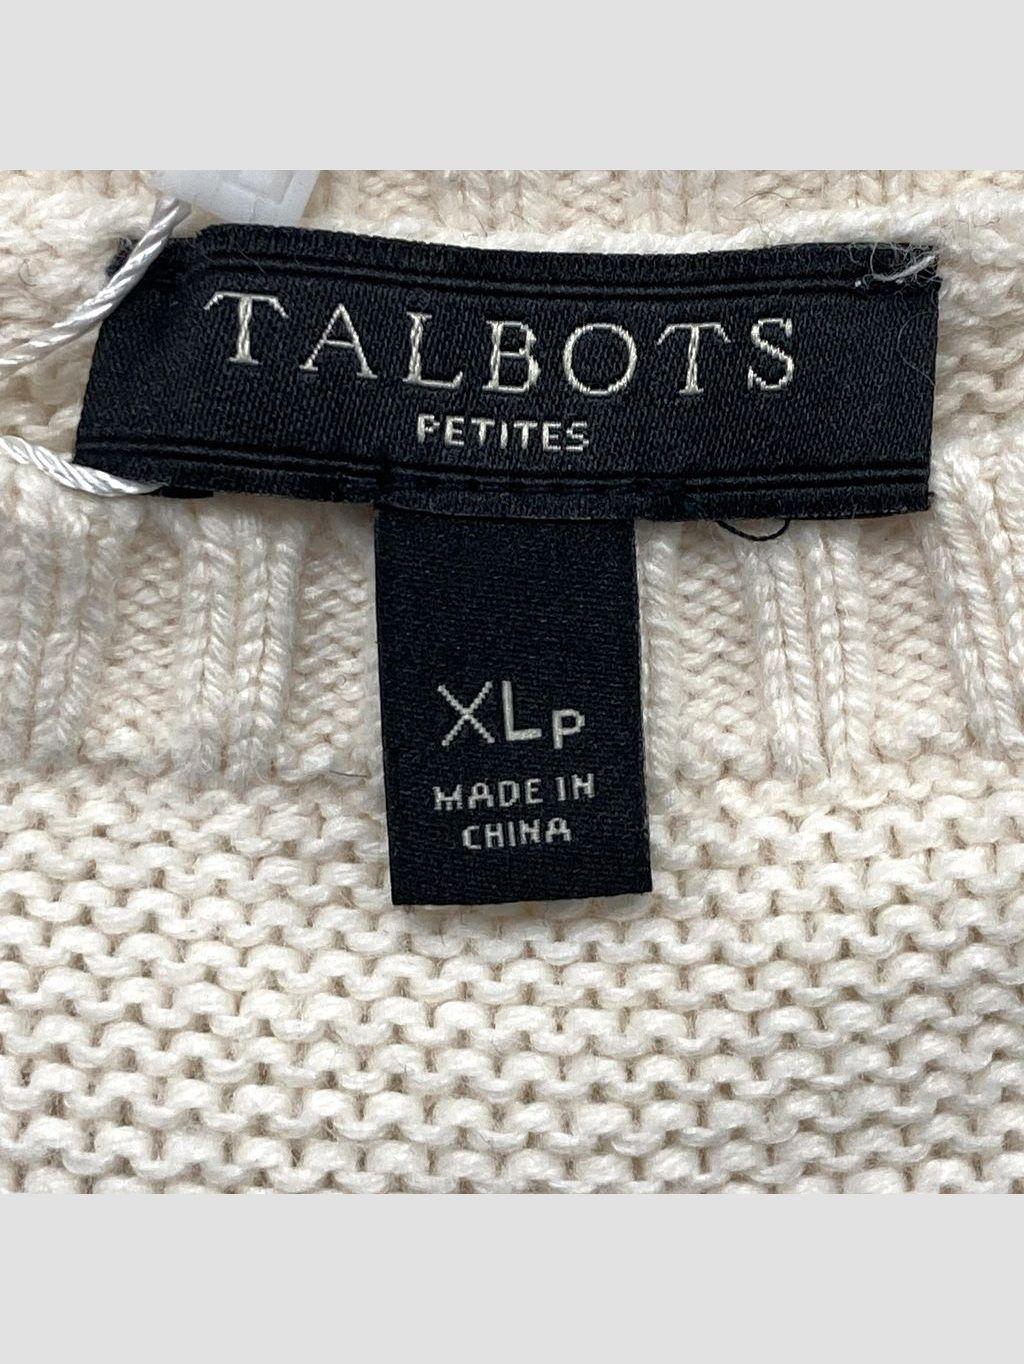 TALBOTS
PETITES
XLP
MADE IN
CHINA